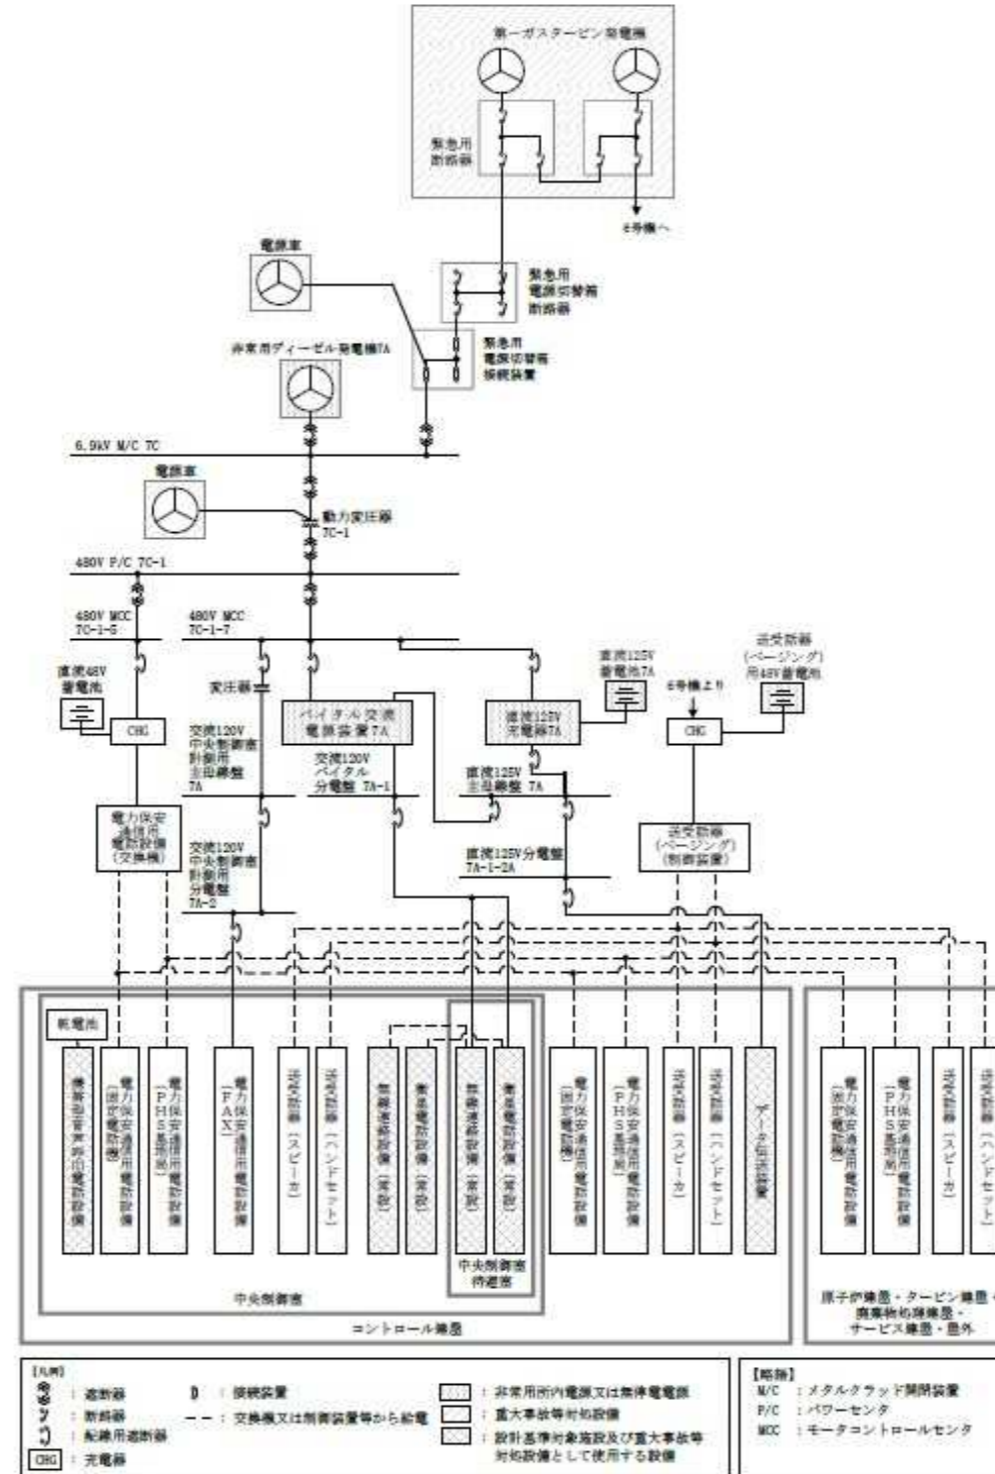 第一ガスタービン発電機
緊急用
断路器
6号機へ
電源車
緊急用
電源切替箱
断路器
緊急用
電源切替箱
接続装置
非常用ディーゼル発電機7A
6.9kV M/C 7C
電源車
動力変圧器
7C-1
480V P/C 7C-1
480V MCC
7C-1-5
480V MCC
7C-1-7
直流48V
蓄電池
変圧器
バイタル交流
電源装置7A
直流125V
充電器7A
直流125V
蓄電池7A
6号機より
送受話器
(ページング)
用48V蓄電池
CHG
CHG
交流120V
中央制御室
計測用
主母線盤
7A
交流120V
バイタル
分電盤 7A-1
直流125V
主母線盤 7A
電力保安
通信用
電話設備
(交換機)
交流120V
中央制御室
計測用
分電盤
7A-2
直流125V分電盤
7A-1-2A
送受話器
(ページング)
(制御装置)
乾電池
携帯型音声呼出電話設備
電力保安通信用電話設備
(固定電話機)
電力保安通信用電話設備
(PHS基地局)
電力保安通信用電話設備
(FAX)
送受話器(スピーカ)
送受話器(ハンドセット)
無線連絡設備(常設)
衛星電話設備(常設)
無線連絡設備(常設)
衛星電話設備(常設)
電力保安通信用電話設備
(固定電話機)
電力保安通信用電話設備
(PHS基地局)
送受話器(スピーカ)
送受話器(ハンドセット)
データ伝送装置
電力保安通信用電話設備
(固定電話機)
電力保安通信用電話設備
(PHS基地局)
送受話器(スピーカ)
送受話器(ハンドセット)
中央制御室
待避室
中央制御室
コントロール建屋
原子炉建屋・タービン建屋・
廃棄物処理建屋・
サービス建屋・屋外
【凡例】
：遮断器
：断路器
：配線用遮断器
CHG ：充電器
：接続装置
：交換機又は制御装置等から給電
：非常用所内電源又は無停電電源
：重大事故等対処設備
：設計基準対象施設及び重大事故等
対処設備として使用する設備
【略語】
M/C ：メタルクラッド開閉装置
P/C ：パワーセンタ
MCC ：モータコントロールセンタ